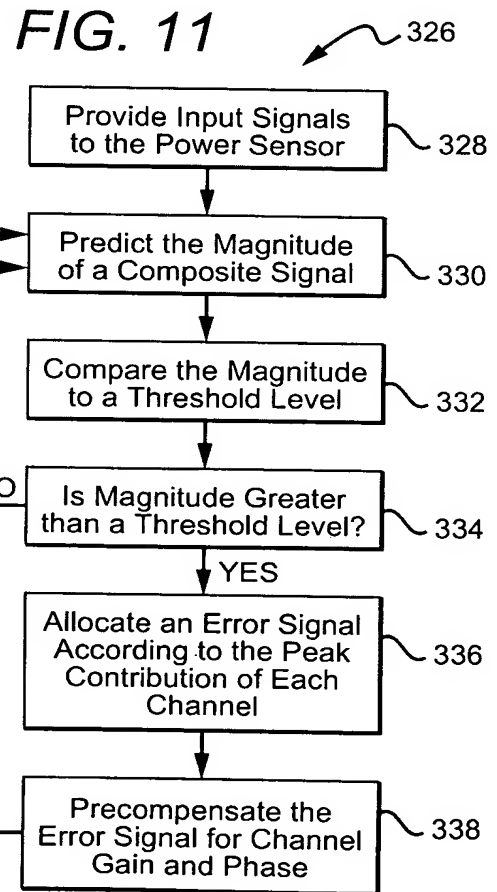 FIG. 11
326
Provide Input Signals
to the Power Sensor
328
Predict the Magnitude
of a Composite Signal
330
Compare the Magnitude
to a Threshold Level
332
O
Is Magnitude Greater
than a Threshold Level?
334
YES
Allocate an Error Signal
According to the Peak
Contribution of Each
Channel
336
Precompensate the
Error Signal for Channel
Gain and Phase
338